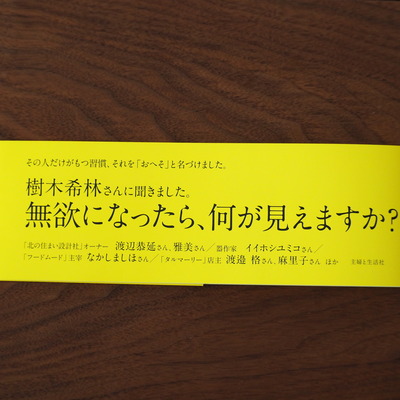 その人だけがもつ習慣、それを「おへそ」と名づけました。
樹木希林さんに聞きました。
無欲になったら、何が見えますか?
「北の住まい設計社」オーナー 渡辺恭延さん、雅美さん／器作家 イイホシユミコさん／
「フードムード」主宰 なかしましほさん／「タルマーリー」店主 渡邉 格さん、麻里子さん ほか 主婦と生活社